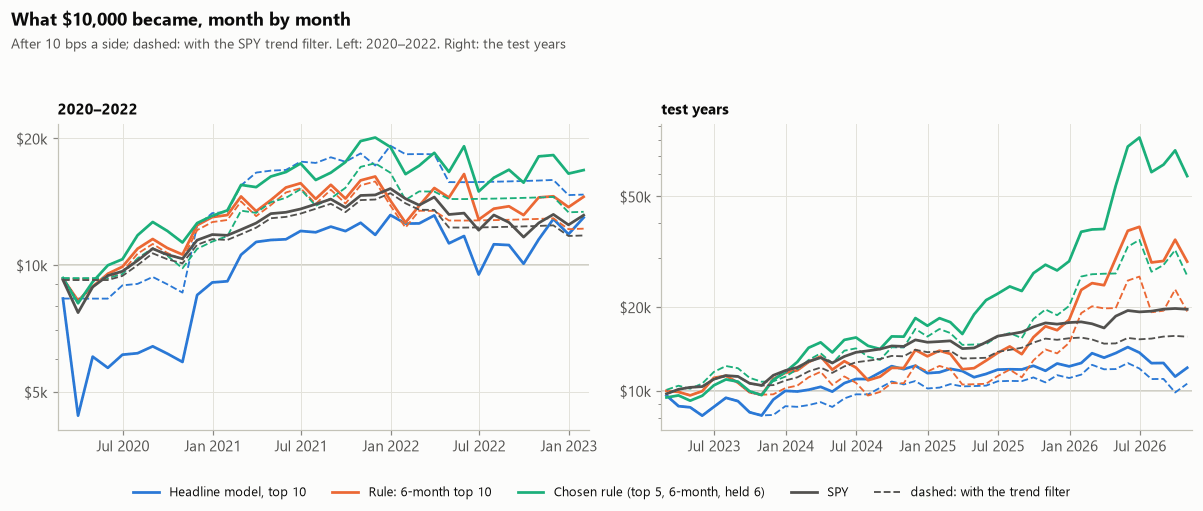 What $10,000 became, month by month
After 10 bps a side; dashed: with the SPY trend filter. Left: 2020–2022. Right: the test years
2020–2022
$20k
$10k
$5k
Jul 2020
Jan 2021
Jul 2021
Jan 2022
Jul 2022
Jan 2023
test years
$50k
$20k
$10k
Jul 2023
Jan 2024
Jul 2024
Jan 2025
Jul 2025
Jan 2026
Jul 2026
Headline model, top 10
Rule: 6-month top 10
Chosen rule (top 5, 6-month, held 6)
SPY
dashed: with the trend filter